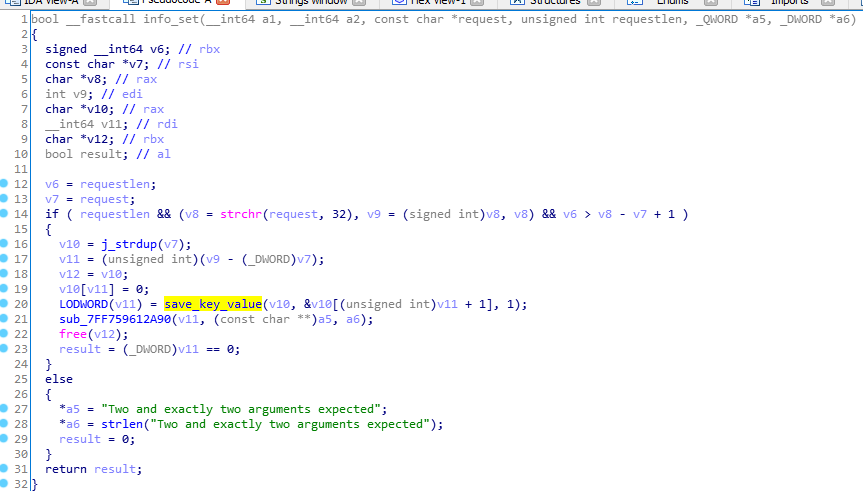 IDA View-A Pseudocode-A Strings window Hex View-1 Structures Enums Imports
1 bool __fastcall info_set(__int64 a1, __int64 a2, const char *request, unsigned int requestlen, _QWORD *a5, _DWORD *a6)
2 {
3 signed __int64 v6; // rbx
4 const char *v7; // rsi
5 char *v8; // rax
6 int v9; // edi
7 char *v10; // rax
8 __int64 v11; // rdi
9 char *v12; // rbx
10 bool result; // al
11
12 v6 = requestlen;
13 v7 = request;
14 if ( requestlen && (v8 = strchr(request, 32), v9 = (signed int)v8, v8) && v6 > v8 - v7 + 1 )
15 {
16 v10 = j_strdup(v7);
17 v11 = (unsigned int)(v9 - (_DWORD)v7);
18 v12 = v10;
19 v10[v11] = 0;
20 LODWORD(v11) = save_key_value(v10, &v10[(unsigned int)v11 + 1], 1);
21 sub_7FF759612A90(v11, (const char **)a5, a6);
22 free(v12);
23 result = (_DWORD)v11 == 0;
24 }
25 else
26 {
27 *a5 = "Two and exactly two arguments expected";
28 *a6 = strlen("Two and exactly two arguments expected");
29 result = 0;
30 }
31 return result;
32 }